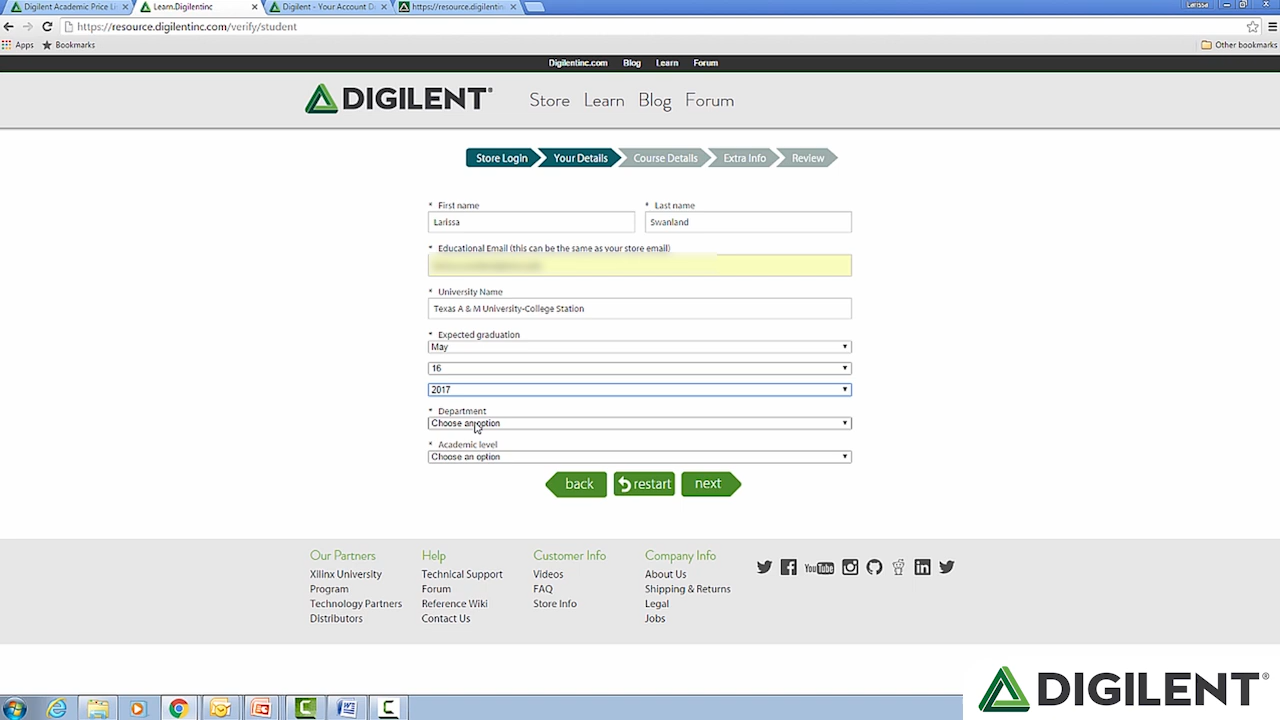 Digilent Academic Price Li
Learn.Digilentinc
Digilent - Your Account D
https://resource.digilentin
Larissa
https://resource.digilentinc.com/verify/student
Apps
Bookmarks
Other bookmarks
Digilentinc.com Blog Learn Forum
DIGILENT®
Store Learn Blog Forum
Store Login
Your Details
Course Details
Extra Info
Review
* First name
* Last name
Larissa
Swanland
* Educational Email (this can be the same as your store email)
* University Name
Texas A & M University-College Station
* Expected graduation
May
16
2017
* Department
Choose an option
* Academic level
Choose an option
back
restart
next
Our Partners
Xilinx University
Program
Technology Partners
Distributors
Help
Technical Support
Forum
Reference Wiki
Contact Us
Customer Info
Videos
FAQ
Store Info
Company Info
About Us
Shipping & Returns
Legal
Jobs
You Tube
DIGILENT®